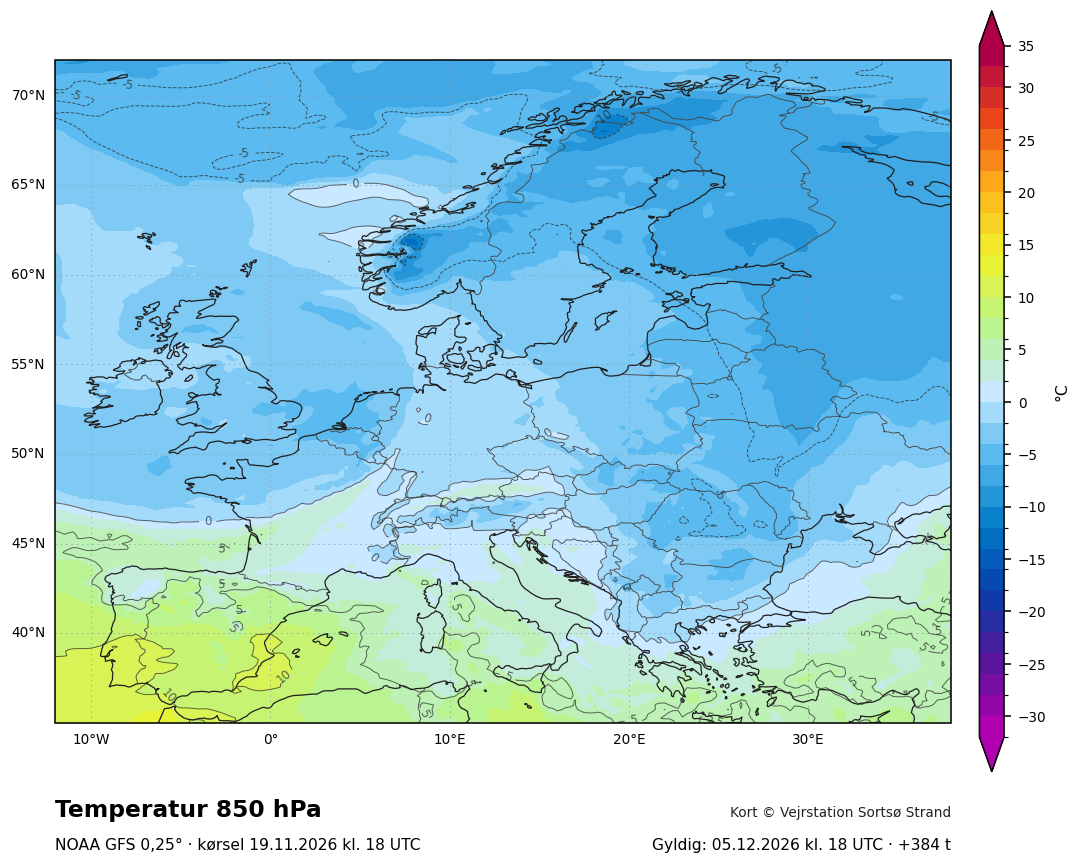 70°N
65°N
60°N
55°N
50°N
45°N
40°N
10°W
0°
10°E
20°E
30°E
35
30
25
20
15
10
5
0
−5
−10
−15
−20
−25
−30
°C
Temperatur 850 hPa
Kort © Vejrstation Sortsø Strand
NOAA GFS 0,25° · kørsel 19.11.2026 kl. 18 UTC
Gyldig: 05.12.2026 kl. 18 UTC · +384 t